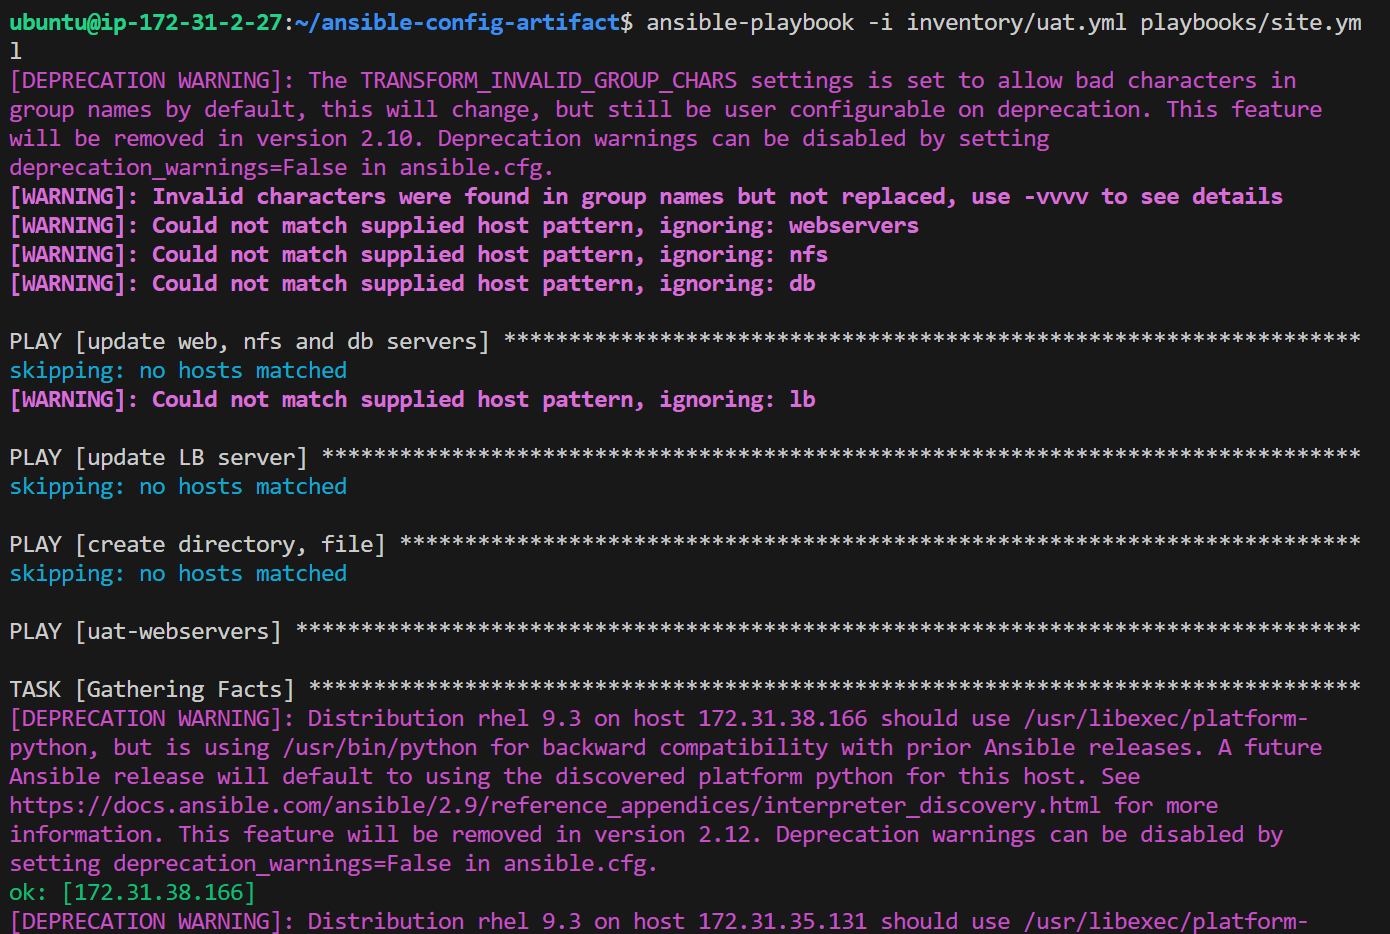 ubuntu@ip-172-31-2-27:~/ansible-config-artifact$ ansible-playbook -i inventory/uat.yml playbooks/site.ym
l
[DEPRECATION WARNING]: The TRANSFORM_INVALID_GROUP_CHARS settings is set to allow bad characters in
group names by default, this will change, but still be user configurable on deprecation. This feature
will be removed in version 2.10. Deprecation warnings can be disabled by setting
deprecation_warnings=False in ansible.cfg.
[WARNING]: Invalid characters were found in group names but not replaced, use -vvvv to see details
[WARNING]: Could not match supplied host pattern, ignoring: webservers
[WARNING]: Could not match supplied host pattern, ignoring: nfs
[WARNING]: Could not match supplied host pattern, ignoring: db
PLAY [update web, nfs and db servers] ******************************************************************
skipping: no hosts matched
[WARNING]: Could not match supplied host pattern, ignoring: lb
PLAY [update LB server] ********************************************************************************
skipping: no hosts matched
PLAY [create directory, file] **************************************************************************
skipping: no hosts matched
PLAY [uat-webservers] **********************************************************************************
TASK [Gathering Facts] *********************************************************************************
[DEPRECATION WARNING]: Distribution rhel 9.3 on host 172.31.38.166 should use /usr/libexec/platform-
python, but is using /usr/bin/python for backward compatibility with prior Ansible releases. A future
Ansible release will default to using the discovered platform python for this host. See
https://docs.ansible.com/ansible/2.9/reference_appendices/interpreter_discovery.html for more
information. This feature will be removed in version 2.12. Deprecation warnings can be disabled by
setting deprecation_warnings=False in ansible.cfg.
ok: [172.31.38.166]
[DEPRECATION WARNING]: Distribution rhel 9.3 on host 172.31.35.131 should use /usr/libexec/platform-